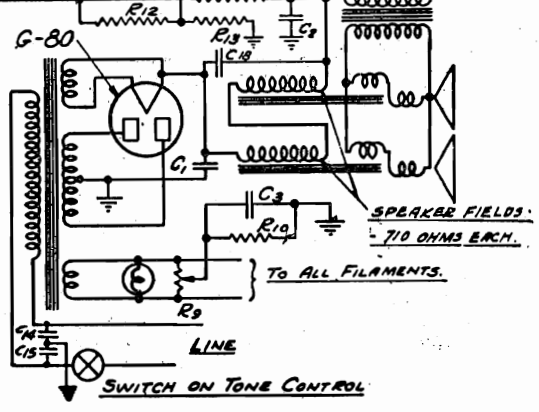 R12
R13
C2
G-80
C18
C1
C3
R10
SPEAKER FIELDS.
710 OHMS EACH.
TO ALL FILAMENTS.
R9
C14
C15
LINE
SWITCH ON TONE CONTROL